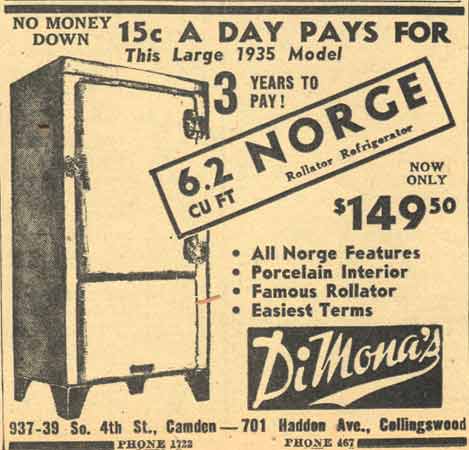 NO MONEY DOWN
15c A DAY PAYS FOR
This Large 1935 Model
3 YEARS TO PAY!
6.2 CU FT
NORGE
Rollator Refrigerator
NOW ONLY
$149.50
• All Norge Features
• Porcelain Interior
• Famous Rollator
• Easiest Terms
DiMona's
937-39 So. 4th St., Camden — 701 Haddon Ave., Collingswood
PHONE 1722 PHONE 467